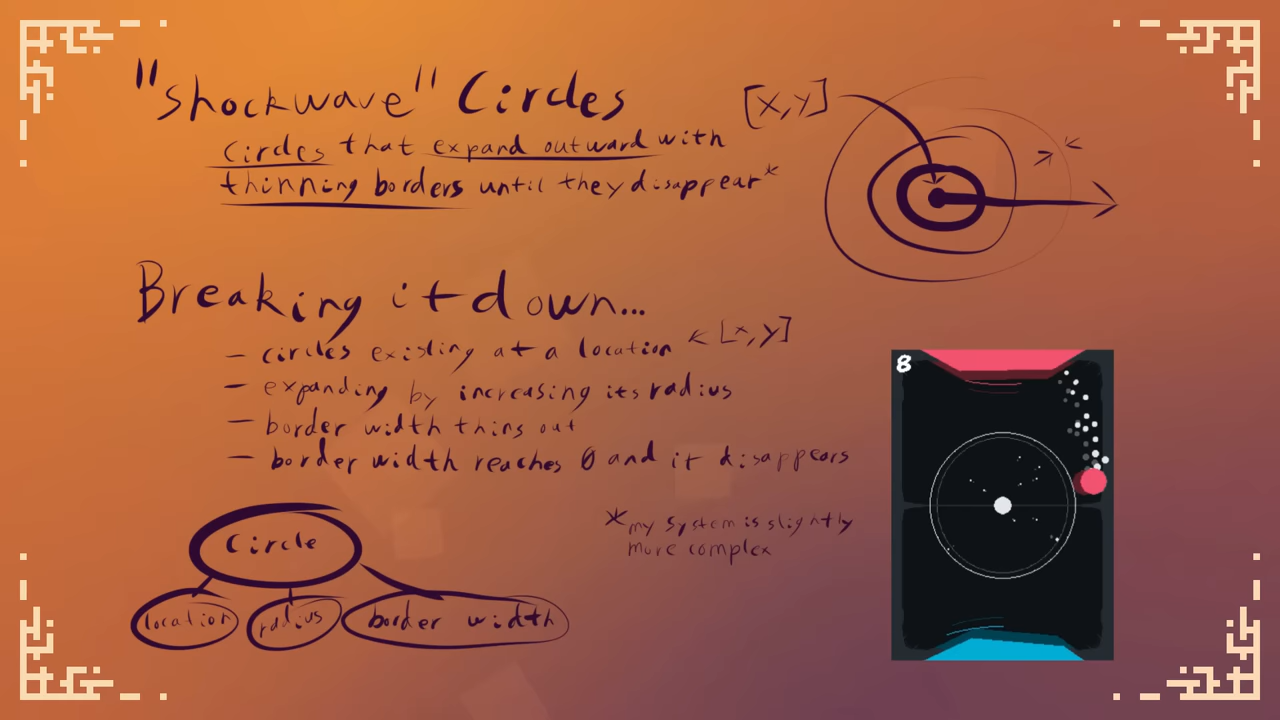 "Shockwave" Circles
Circles that expand outward with
thinning borders until they disappear*
[x,y]
Breaking it down...
- circles existing at a location < [x,y]
- expanding by increasing its radius
- border width thins out
- border width reaches 0 and it disappears
*my system is slightly
more complex
Circle
location radius border width
8